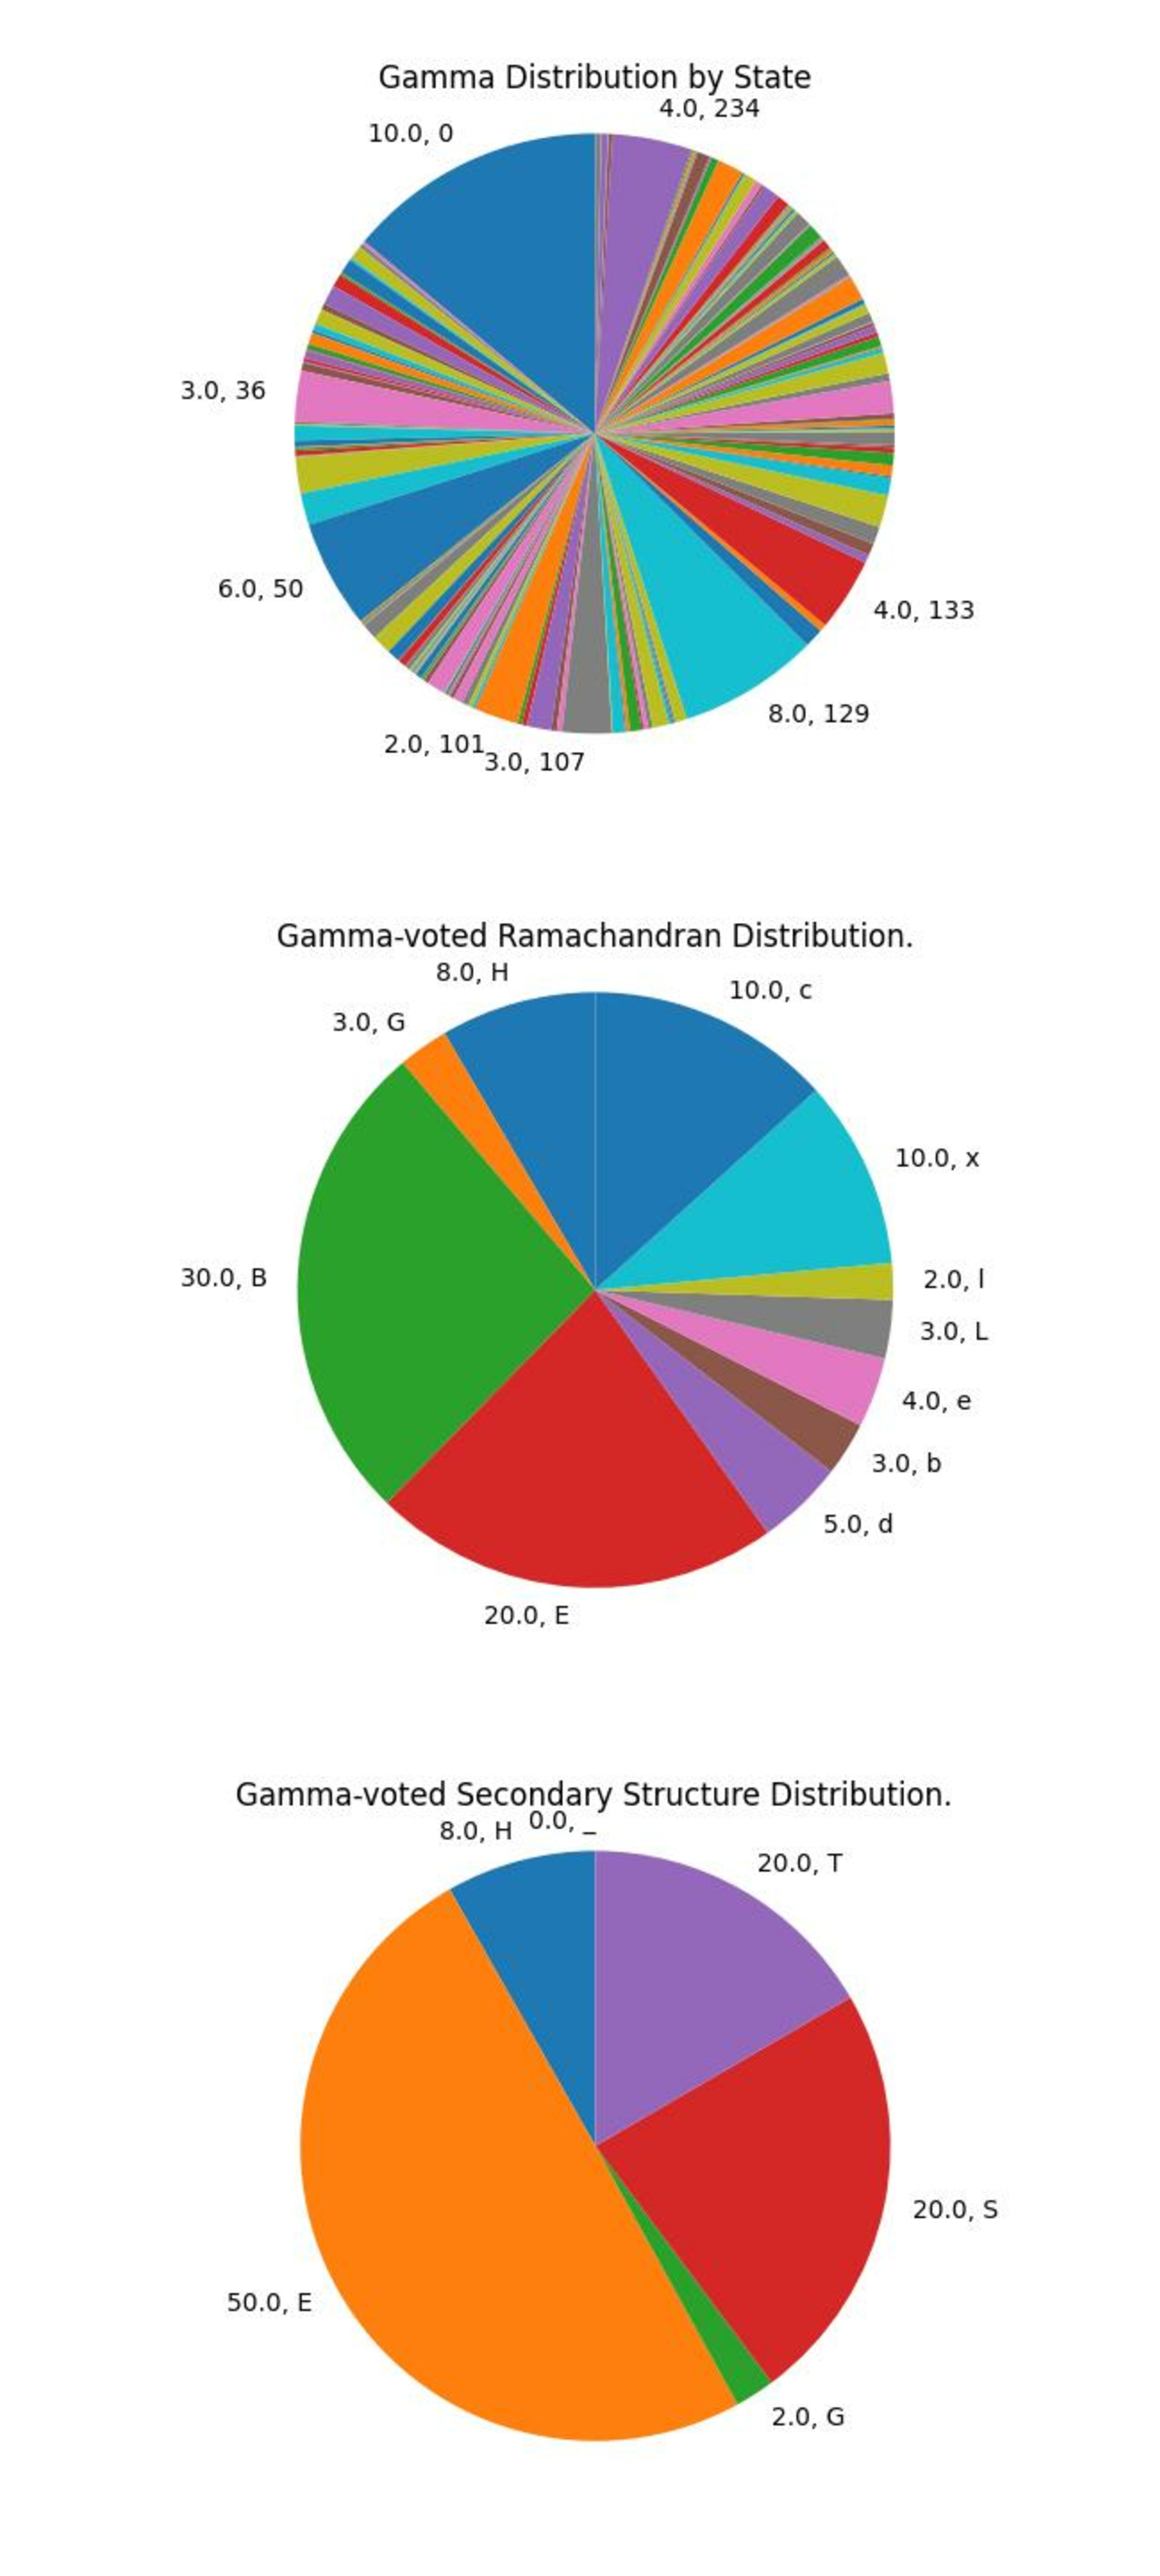 Gamma Distribution by State
4.0, 234
10.0, 0
3.0, 36
6.0, 50
4.0, 133
8.0, 129
2.0, 101
3.0, 107
Gamma-voted Ramachandran Distribution.
8.0, H
10.0, c
3.0, G
10.0, x
30.0, B
2.0, l
3.0, L
4.0, e
3.0, b
5.0, d
20.0, E
Gamma-voted Secondary Structure Distribution.
8.0, H
0.0, _
20.0, T
20.0, S
50.0, E
2.0, G